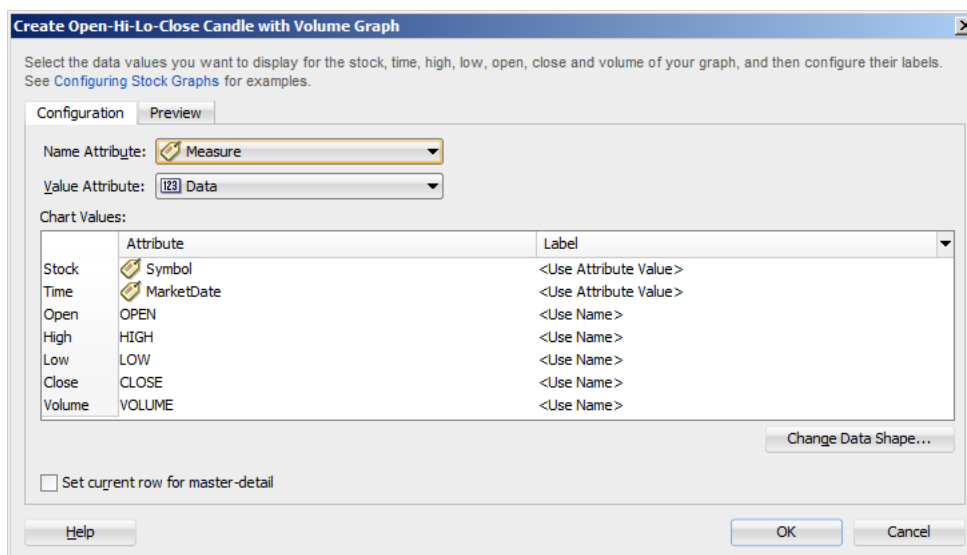 Create Open-Hi-Lo-Close Candle with Volume Graph
Select the data values you want to display for the stock, time, high, low, open, close and volume of your graph, and then configure their labels.
See Configuring Stock Graphs for examples.
Configuration Preview
Name Attribute: Measure
Value Attribute: 123 Data
Chart Values:
Attribute Label
Stock Symbol <Use Attribute Value>
Time MarketDate <Use Attribute Value>
Open OPEN <Use Name>
High HIGH <Use Name>
Low LOW <Use Name>
Close CLOSE <Use Name>
Volume VOLUME <Use Name>
Change Data Shape...
Set current row for master-detail
Help OK Cancel